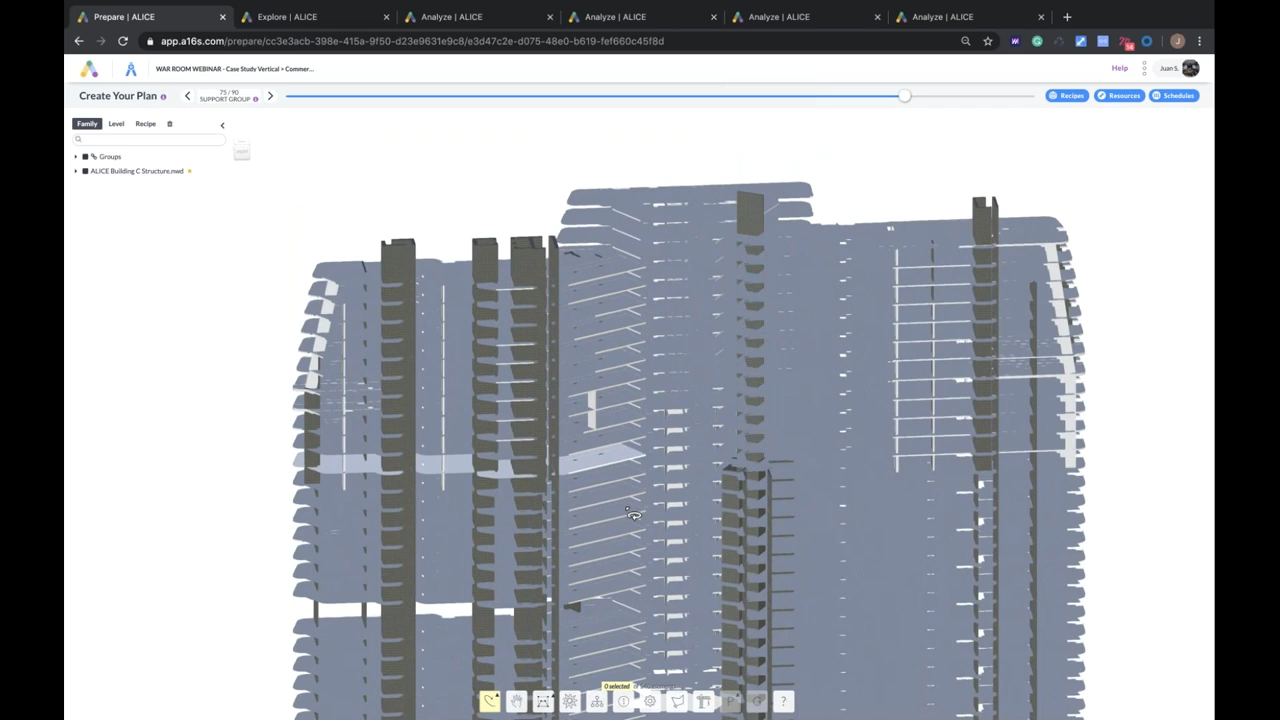 Prepare | ALICE
Explore | ALICE
Analyze | ALICE
Analyze | ALICE
Analyze | ALICE
Analyze | ALICE
app.a16s.com/prepare/cc3e3acb-398e-415a-9f50-d23e9631e9c8/e3d47c2e-d075-48e0-b619-fef660c45f8d
WAR ROOM WEBINAR - Case Study Vertical > Commer...
Help
Juan S.
Create Your Plan
75 / 90
SUPPORT GROUP
Recipes
Resources
Schedules
Family
Level
Recipe
Groups
ALICE Building C Structure.nwd
0 selected